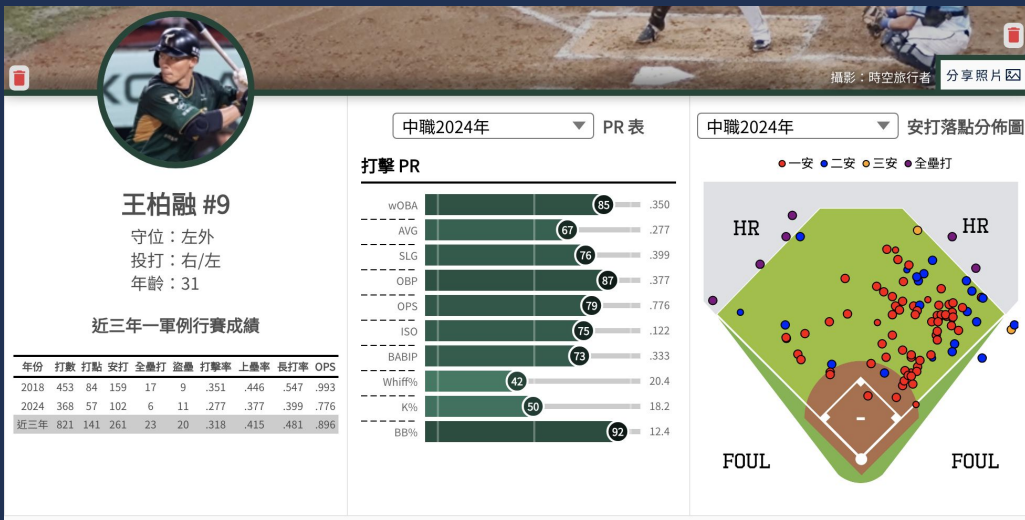 攝影：時空旅行者
分享照片
王柏融 #9
守位：左外
投打：右/左
年齡：31
近三年一軍例行賽成績
年份 打數 打點 安打 全壘打 盜壘 打擊率 上壘率 長打率 OPS
2018 453 84 159 17 9 .351 .446 .547 .993
2024 368 57 102 6 11 .277 .377 .399 .776
近三年 821 141 261 23 20 .318 .415 .481 .896
中職2024年 PR 表
打擊 PR
wOBA 85 .350
AVG 67 .277
SLG 76 .399
OBP 87 .377
OPS 79 .776
ISO 75 .122
BABIP 73 .333
Whiff% 42 20.4
K% 50 18.2
BB% 92 12.4
中職2024年 安打落點分佈圖
一安 二安 三安 全壘打
HR HR
FOUL FOUL